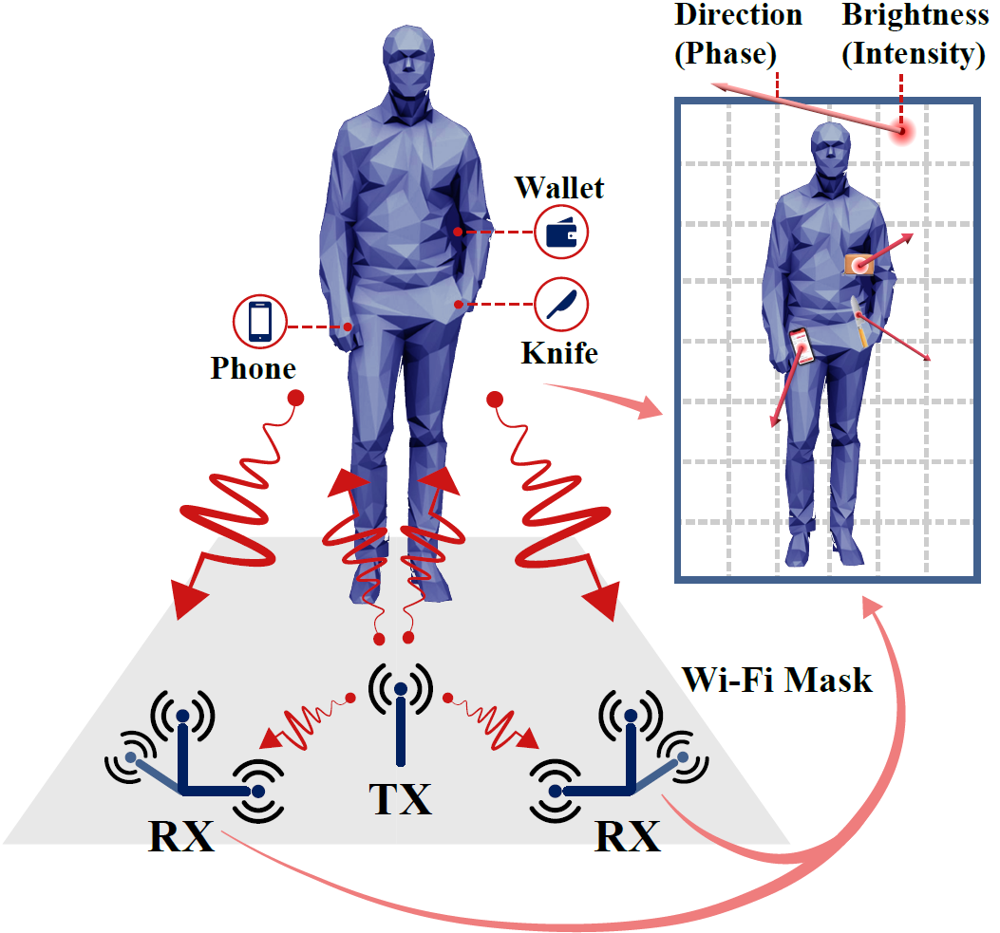 Direction
(Phase)
Brightness
(Intensity)
Wallet
Knife
Phone
Wi-Fi Mask
TX
RX
RX